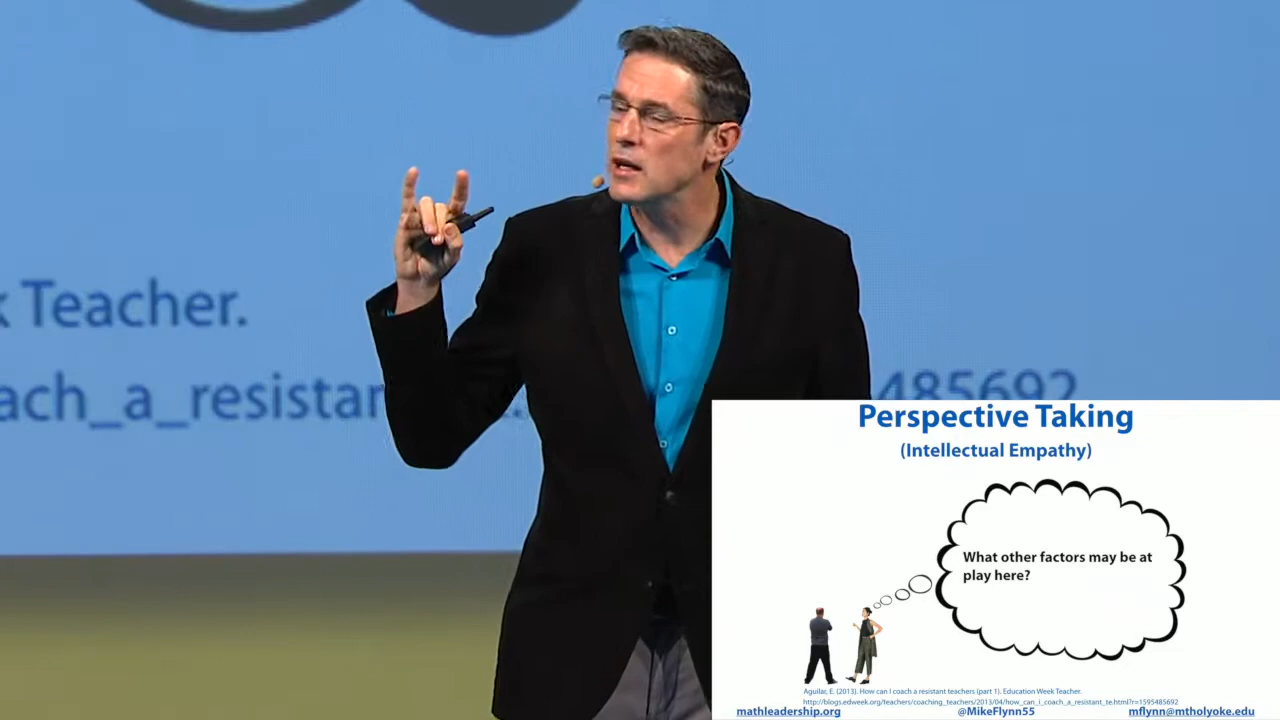 k Teacher.
ach_a_resistan
485692
Perspective Taking
(Intellectual Empathy)
What other factors may be at
play here?
Aguilar, E. (2013). How can I coach a resistant teachers (part 1). Education Week Teacher.
http://blogs.edweek.org/teachers/coaching_teachers/2013/04/how_can_i_coach_a_resistant_te.html?r=1595485692
mathleadership.org
@MikeFlynn55
mflynn@mtholyoke.edu